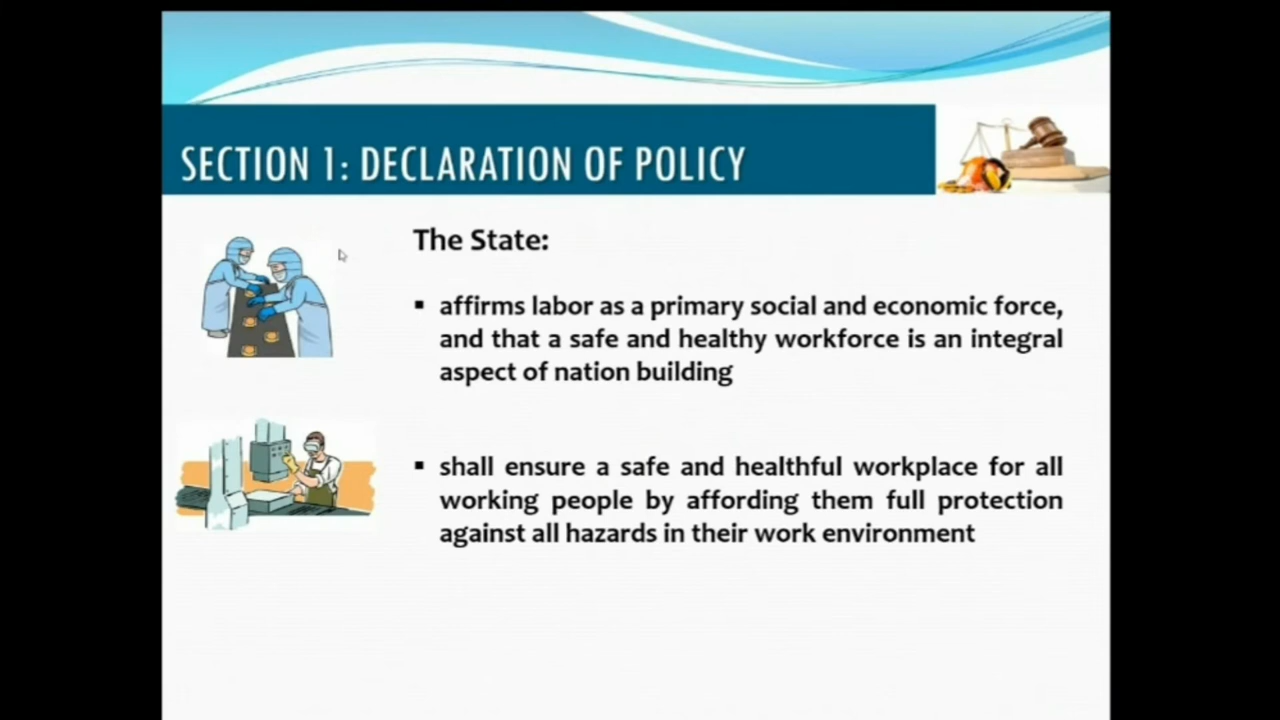 SECTION 1: DECLARATION OF POLICY
The State:
▪ affirms labor as a primary social and economic force,
and that a safe and healthy workforce is an integral
aspect of nation building
▪ shall ensure a safe and healthful workplace for all
working people by affording them full protection
against all hazards in their work environment